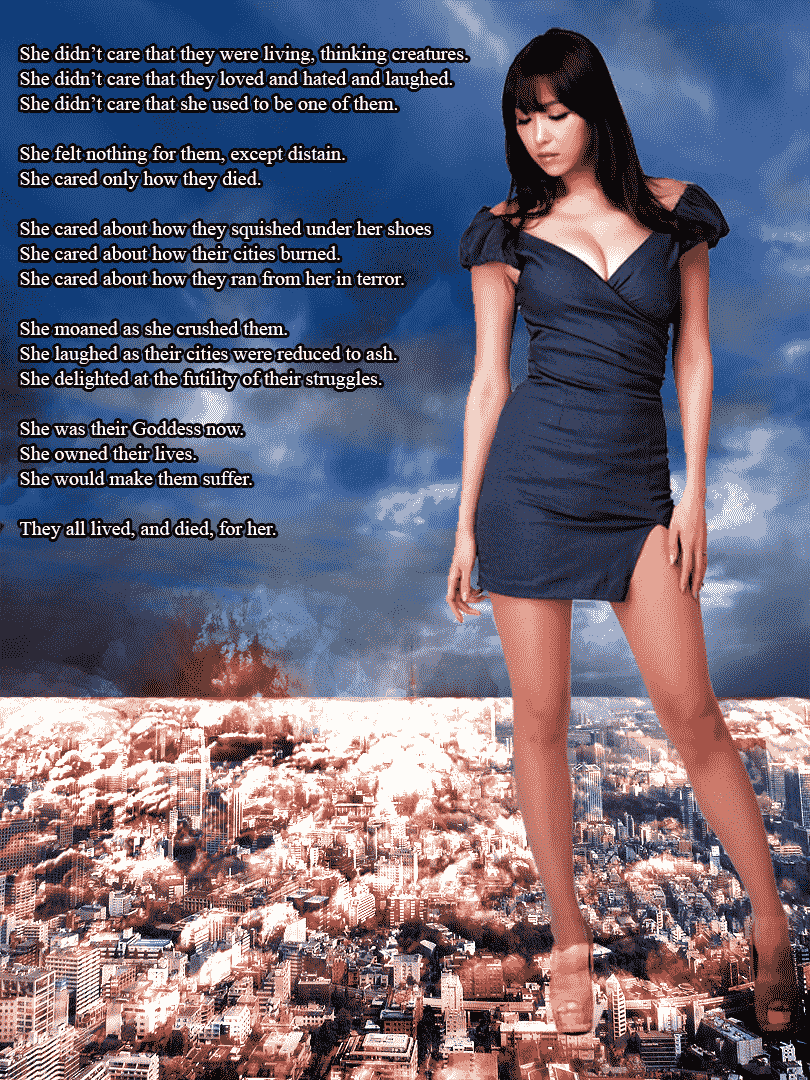 She didn't care that they were living, thinking creatures.
She didn't care that they loved and hated and laughed.
She didn't care that she used to be one of them.
She felt nothing for them, except distain.
She cared only how they died.
She cared about how they squished under her shoes
She cared about how their cities burned.
She cared about how they ran from her in terror.
She moaned as she crushed them.
She laughed as their cities were reduced to ash.
She delighted at the futility of their struggles.
She was their Goddess now.
She owned their lives.
She would make them suffer.
They all lived, and died, for her.